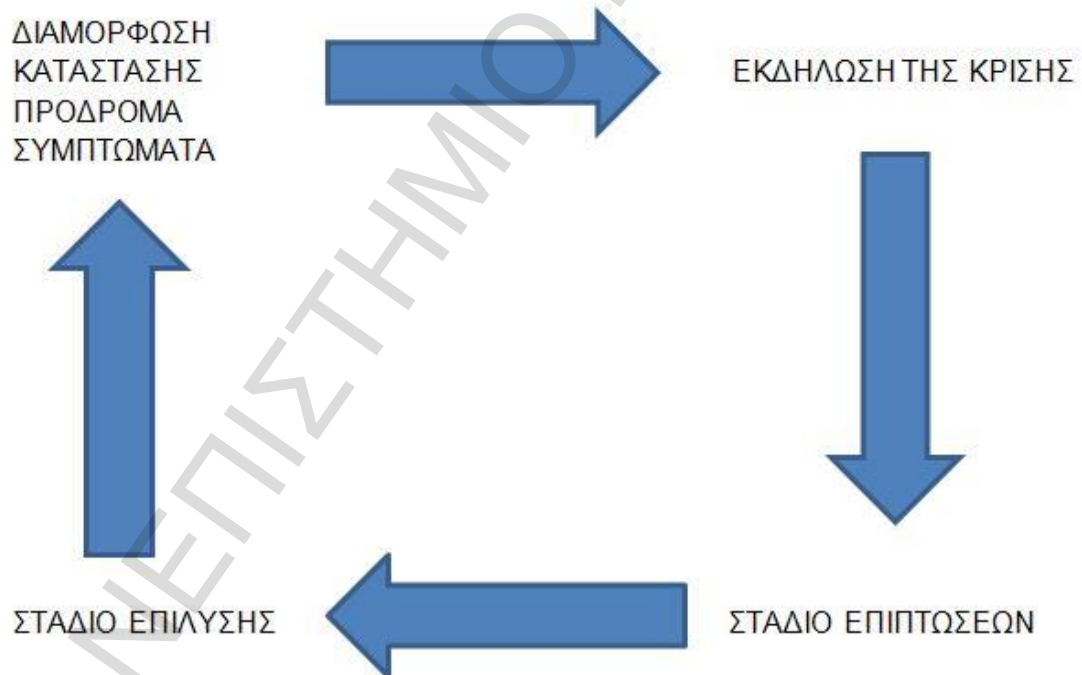 ΔΙΑΜΟΡΦΩΣΗ
ΚΑΤΑΣΤΑΣΗΣ
ΠΡΟΔΡΟΜΑ
ΣΥΜΠΤΩΜΑΤΑ
ΕΚΔΗΛΩΣΗ ΤΗΣ ΚΡΙΣΗΣ
ΣΤΑΔΙΟ ΕΠΙΠΤΩΣΕΩΝ
ΣΤΑΔΙΟ ΕΠΙΛΥΣΗΣ